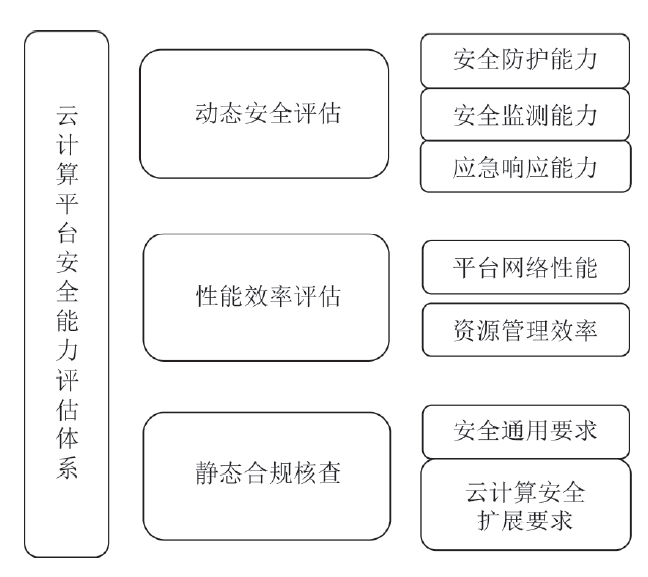 云计算平台安全能力评估体系
动态安全评估
安全防护能力
安全监测能力
应急响应能力
性能效率评估
平台网络性能
资源管理效率
静态合规核查
安全通用要求
云计算安全
扩展要求